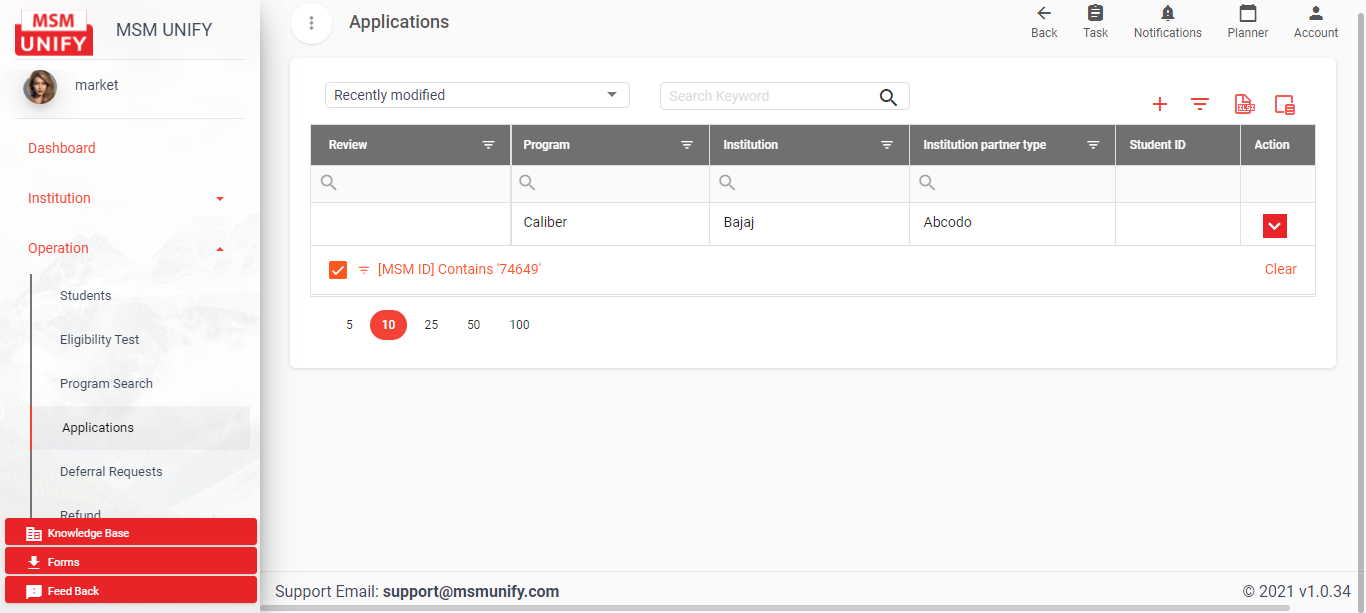 MSM
UNIFY
MSM UNIFY
market
Dashboard
Institution
Operation
Students
Eligibility Test
Program Search
Applications
Deferral Requests
Refund
Knowledge Base
Forms
Feed Back
Applications
Back
Task
Notifications
Planner
Account
Recently modified
Search Keyword
XLSX
Review
Program
Institution
Institution partner type
Student ID
Action
Caliber
Bajaj
Abcodo
[MSM ID] Contains '74649'
Clear
5
10
25
50
100
Support Email: support@msmunify.com
© 2021 v1.0.34